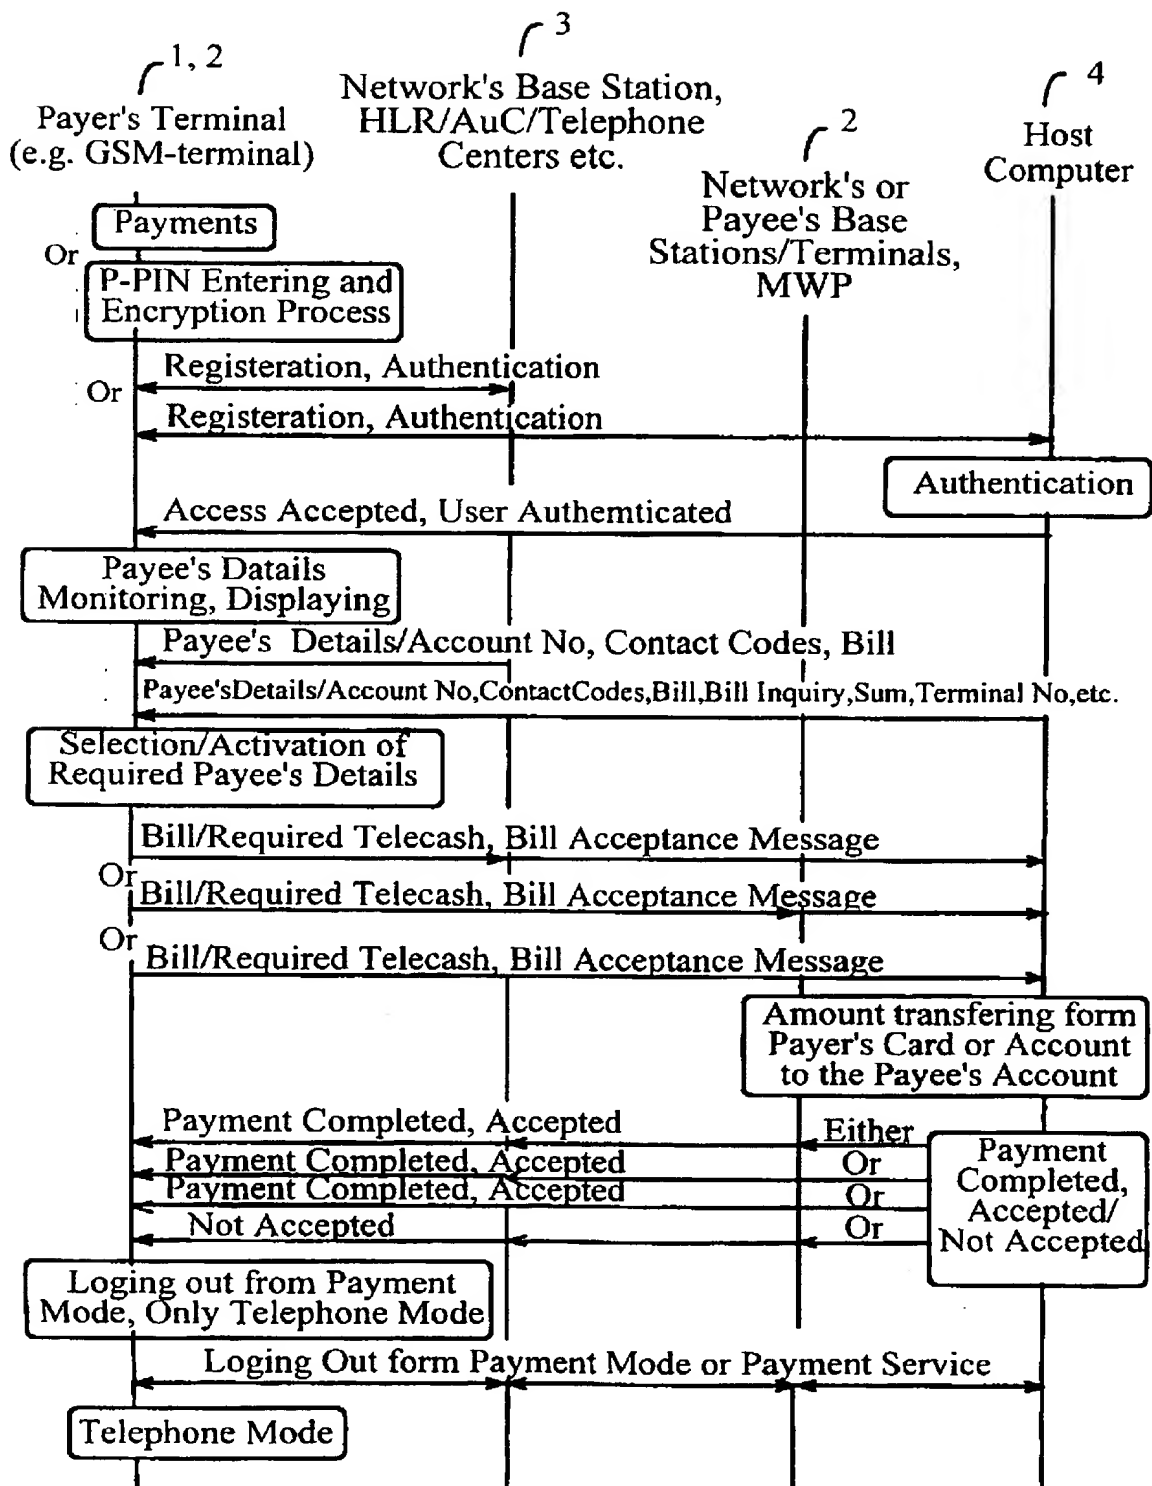 1, 2
Payer's Terminal
(e.g. GSM-terminal)
3
Network's Base Station,
HLR/AuC/Telephone
Centers etc.
2
Network's or
Payee's Base
Stations/Terminals,
MWP
4
Host
Computer
Payments
Or
P-PIN Entering and
Encryption Process
Registeration, Authentication
Or
Registeration, Authentication
Authentication
Access Accepted, User Authemticated
Payee's Datails
Monitoring, Displaying
Payee's Details/Account No, Contact Codes, Bill
Payee'sDetails/Account No,ContactCodes,Bill,Bill Inquiry,Sum,Terminal No,etc.
Selection/Activation of
Required Payee's Details
Bill/Required Telecash, Bill Acceptance Message
Or
Bill/Required Telecash, Bill Acceptance Message
Or
Bill/Required Telecash, Bill Acceptance Message
Amount transfering form
Payer's Card or Account
to the Payee's Account
Payment Completed, Accepted
Either
Payment Completed, Accepted
Or
Payment Completed, Accepted
Or
Not Accepted
Or
Payment
Completed,
Accepted/
Not Accepted
Loging out from Payment
Mode, Only Telephone Mode
Loging Out form Payment Mode or Payment Service
Telephone Mode